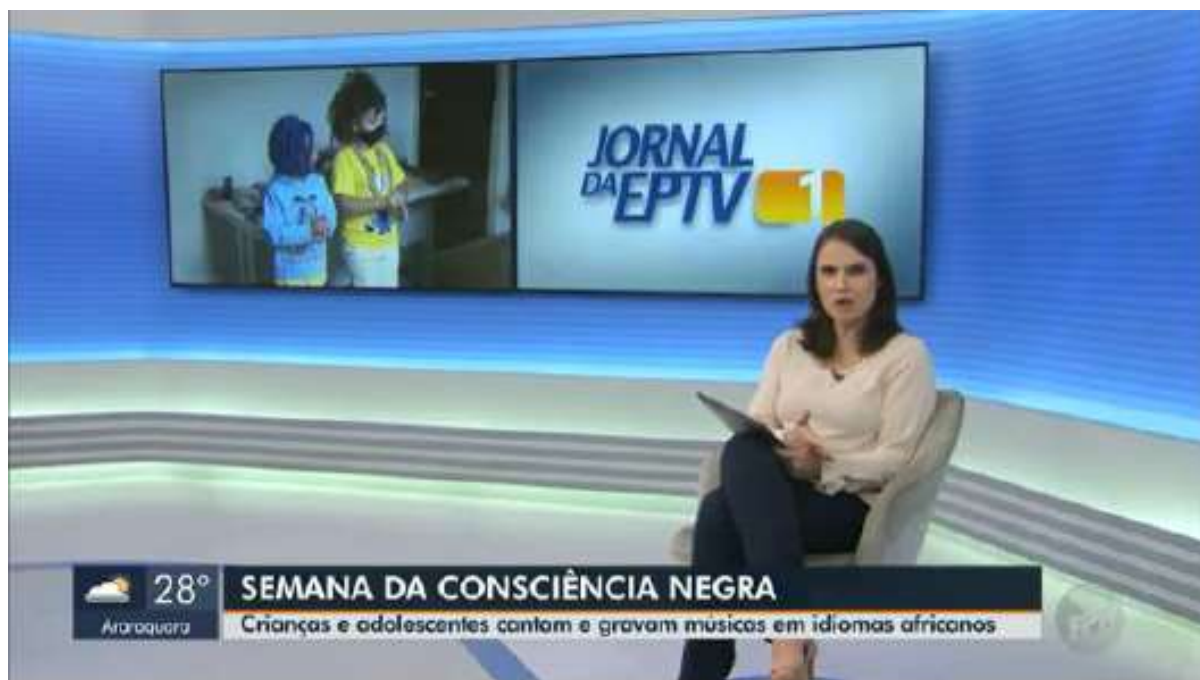 JORNAL
DA EPTV 1
28°
Araraquara
SEMANA DA CONSCIÊNCIA NEGRA
Crianças e adolescentes cantam e gravam músicas em idiomas africanos